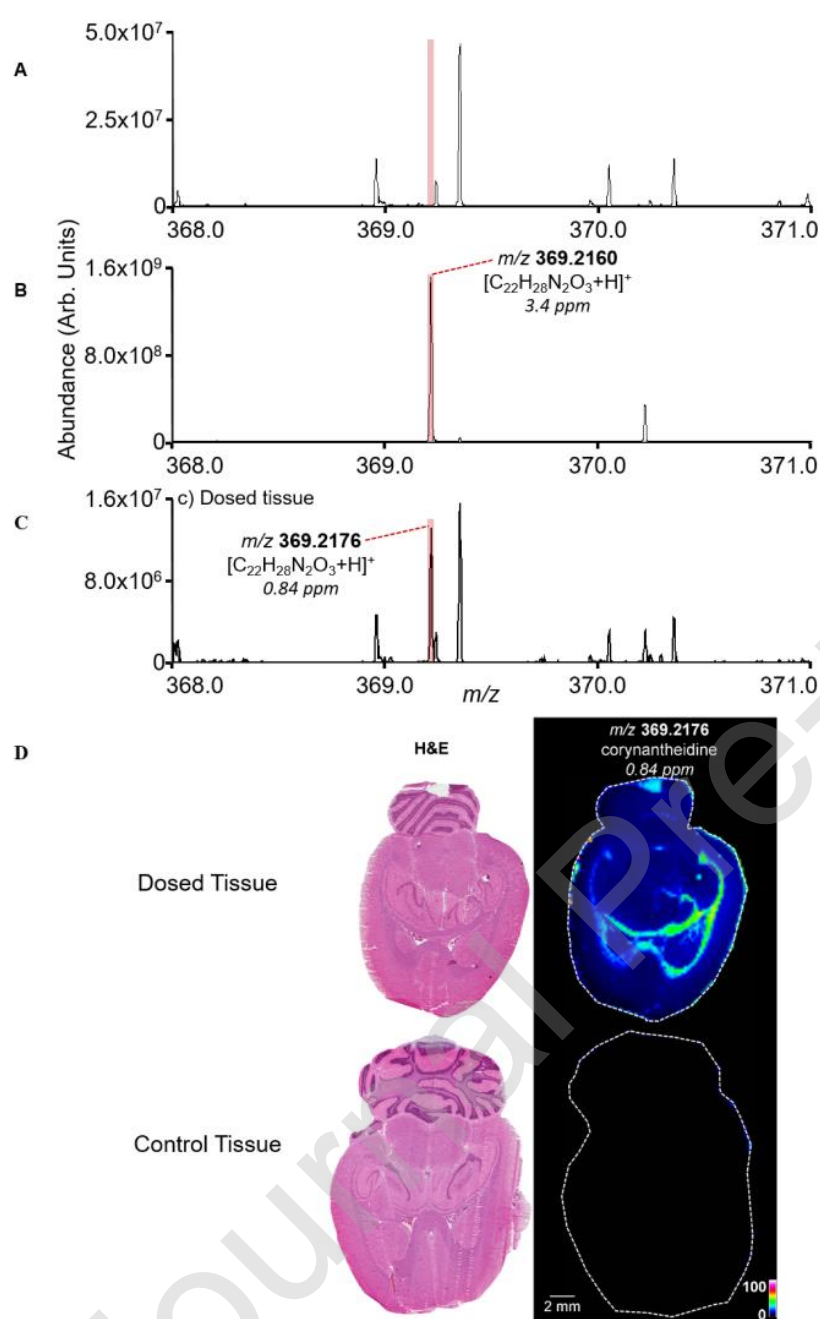 A
5.0x10⁷
2.5x10⁷
0
368.0 369.0 370.0 371.0
Abundance (Arb. Units)
B
1.6x10⁹
8.0x10⁸
0
m/z 369.2160
[C₂₂H₂₈N₂O₃+H]⁺
3.4 ppm
368.0 369.0 370.0 371.0
C
1.6x10⁷
8.0x10⁶
0
c) Dosed tissue
m/z 369.2176
[C₂₂H₂₈N₂O₃+H]⁺
0.84 ppm
368.0 369.0 370.0 371.0
m/z
D
H&E
m/z 369.2176
corynantheidine
0.84 ppm
Dosed Tissue
Control Tissue
2 mm
100
0
Journal Pre-